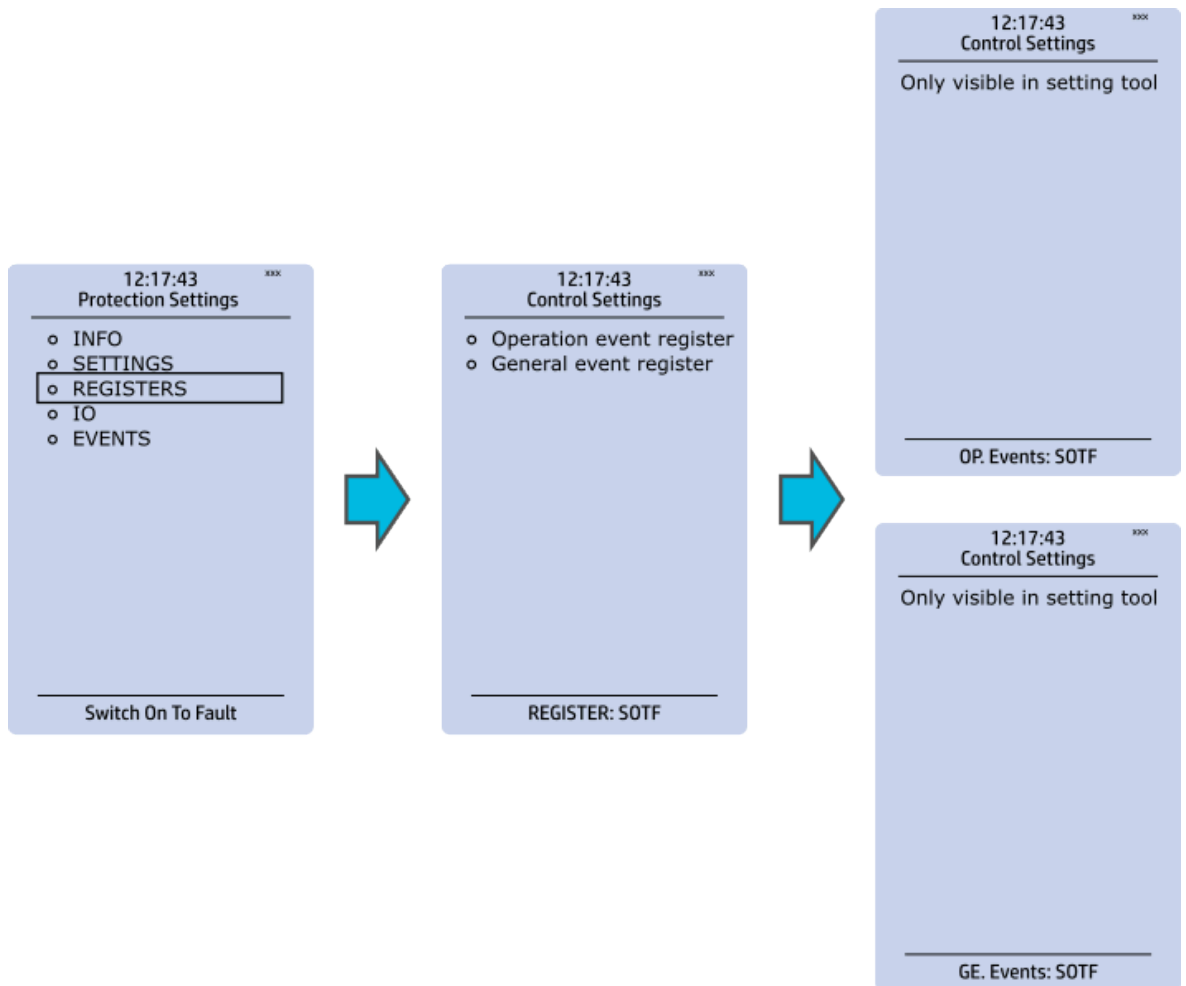 12:17:43 xxx
Protection Settings
INFO
SETTINGS
REGISTERS
IO
EVENTS
Switch On To Fault
12:17:43 xxx
Control Settings
Operation event register
General event register
REGISTER: SOTF
12:17:43 xxx
Control Settings
Only visible in setting tool
OP. Events: SOTF
12:17:43 xxx
Control Settings
Only visible in setting tool
GE. Events: SOTF